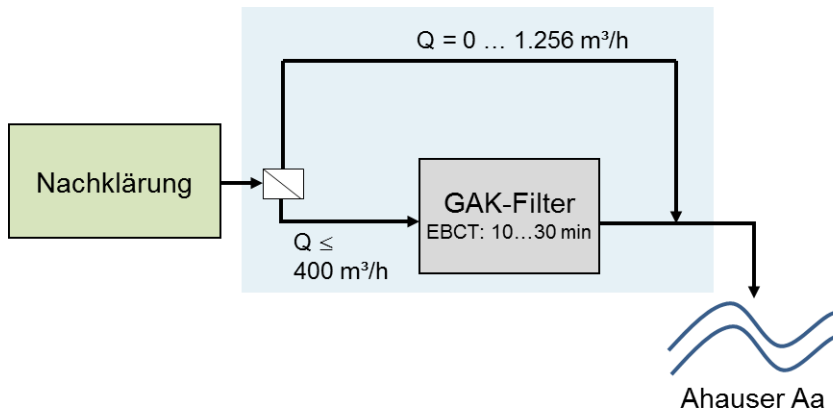 Q = 0 … 1.256 m³/h
Nachklärung
GAK-Filter
EBCT: 10…30 min
Q ≤
400 m³/h
Ahauser Aa